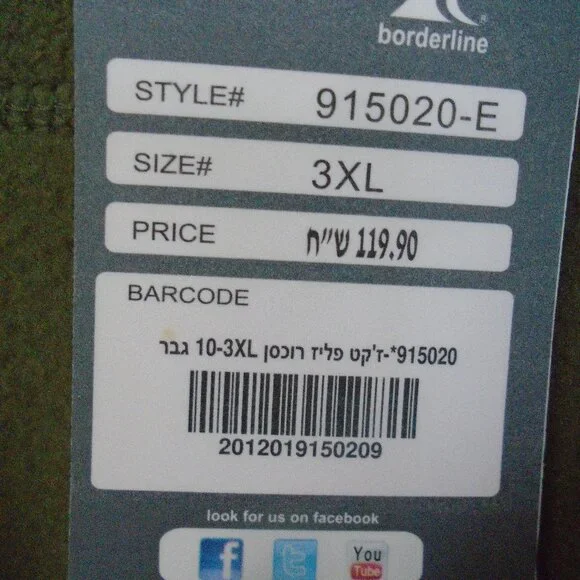 borderline
STYLE# 915020-E
SIZE# 3XL
PRICE 119.90 ש״ח
BARCODE
915020*-ז'קט פליז רוכסן 10-3XL גבר
2012019150209
look for us on facebook
f t You Tube